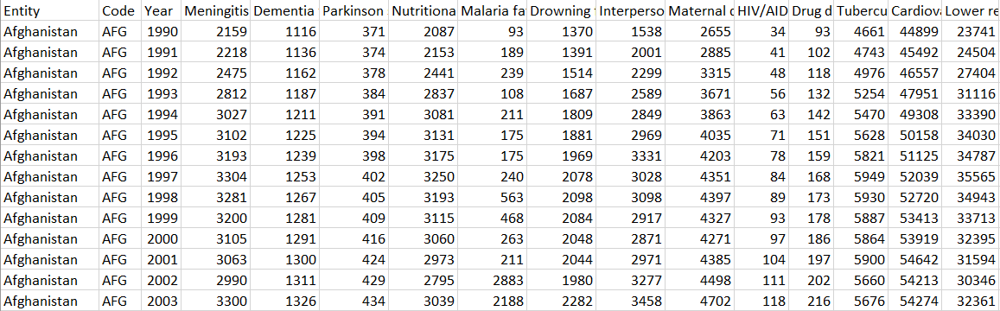 Entity Code Year Meningitis Dementia Parkinson Nutritiona Malaria fa Drowning Interperso Maternal d HIV/AID Drug d Tubercu Cardiova Lower re
Afghanistan AFG 1990 2159 1116 371 2087 93 1370 1538 2655 34 93 4661 44899 23741
Afghanistan AFG 1991 2218 1136 374 2153 189 1391 2001 2885 41 102 4743 45492 24504
Afghanistan AFG 1992 2475 1162 378 2441 239 1514 2299 3315 48 118 4976 46557 27404
Afghanistan AFG 1993 2812 1187 384 2837 108 1687 2589 3671 56 132 5254 47951 31116
Afghanistan AFG 1994 3027 1211 391 3081 211 1809 2849 3863 63 142 5470 49308 33390
Afghanistan AFG 1995 3102 1225 394 3131 175 1881 2969 4035 71 151 5628 50158 34030
Afghanistan AFG 1996 3193 1239 398 3175 175 1969 3331 4203 78 159 5821 51125 34787
Afghanistan AFG 1997 3304 1253 402 3250 240 2078 3028 4351 84 168 5949 52039 35565
Afghanistan AFG 1998 3281 1267 405 3193 563 2098 3098 4397 89 173 5930 52720 34943
Afghanistan AFG 1999 3200 1281 409 3115 468 2084 2917 4327 93 178 5887 53413 33713
Afghanistan AFG 2000 3105 1291 416 3060 263 2048 2871 4271 97 186 5864 53919 32395
Afghanistan AFG 2001 3063 1300 424 2973 211 2044 2971 4385 104 197 5900 54642 31594
Afghanistan AFG 2002 2990 1311 429 2795 2883 1980 3277 4498 111 202 5660 54213 30346
Afghanistan AFG 2003 3300 1326 434 3039 2188 2282 3458 4702 118 216 5676 54274 32361